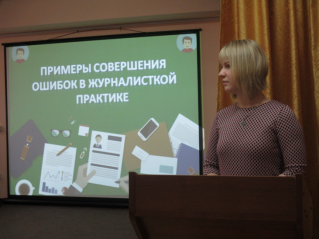 ПРИМЕРЫ СОВЕРШЕНИЯ
ОШИБОК В ЖУРНАЛИСТКОЙ
ПРАКТИКЕ